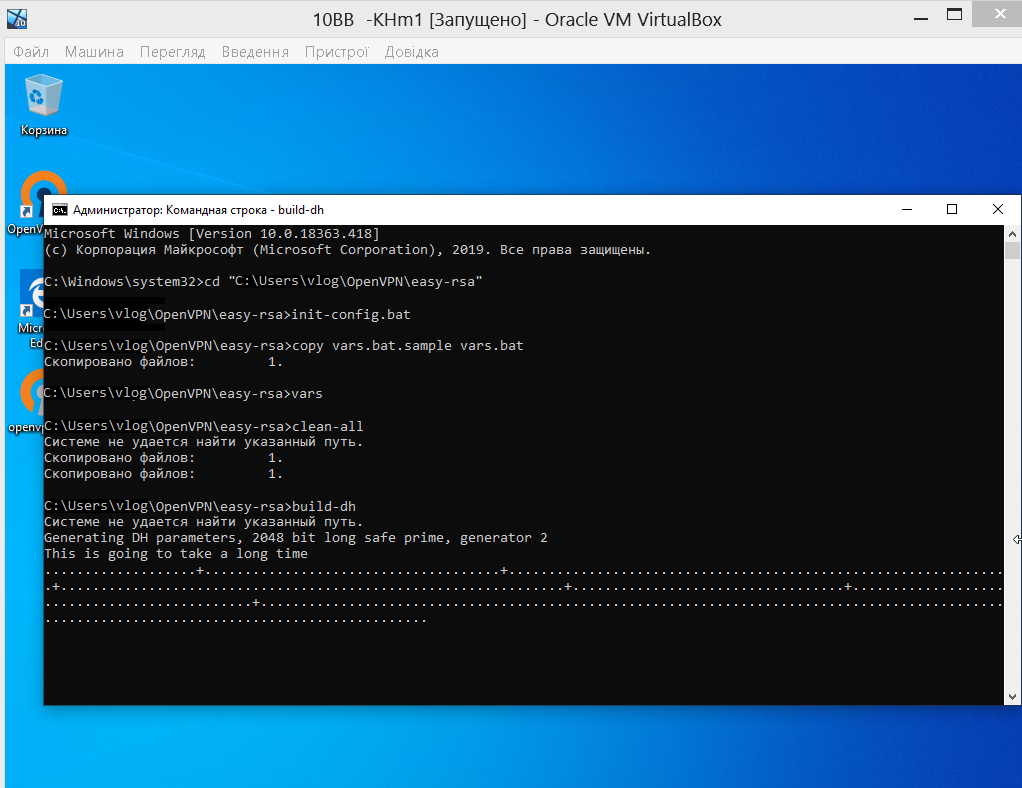 10BB -KHm1 [Запущено] - Oracle VM VirtualBox
Файл Машина Перегляд Введення Пристрої Довідка
Корзина
Администратор: Командная строка - build-dh
Microsoft Windows [Version 10.0.18363.418]
(c) Корпорация Майкрософт (Microsoft Corporation), 2019. Все права защищены.
C:\Windows\system32>cd "C:\Users\vlog\OpenVPN\easy-rsa"
C:\Users\vlog\OpenVPN\easy-rsa>init-config.bat
C:\Users\vlog\OpenVPN\easy-rsa>copy vars.bat.sample vars.bat
Скопировано файлов: 1.
C:\Users\vlog\OpenVPN\easy-rsa>vars
C:\Users\vlog\OpenVPN\easy-rsa>clean-all
Системе не удается найти указанный путь.
Скопировано файлов: 1.
Скопировано файлов: 1.
C:\Users\vlog\OpenVPN\easy-rsa>build-dh
Системе не удается найти указанный путь.
Generating DH parameters, 2048 bit long safe prime, generator 2
This is going to take a long time